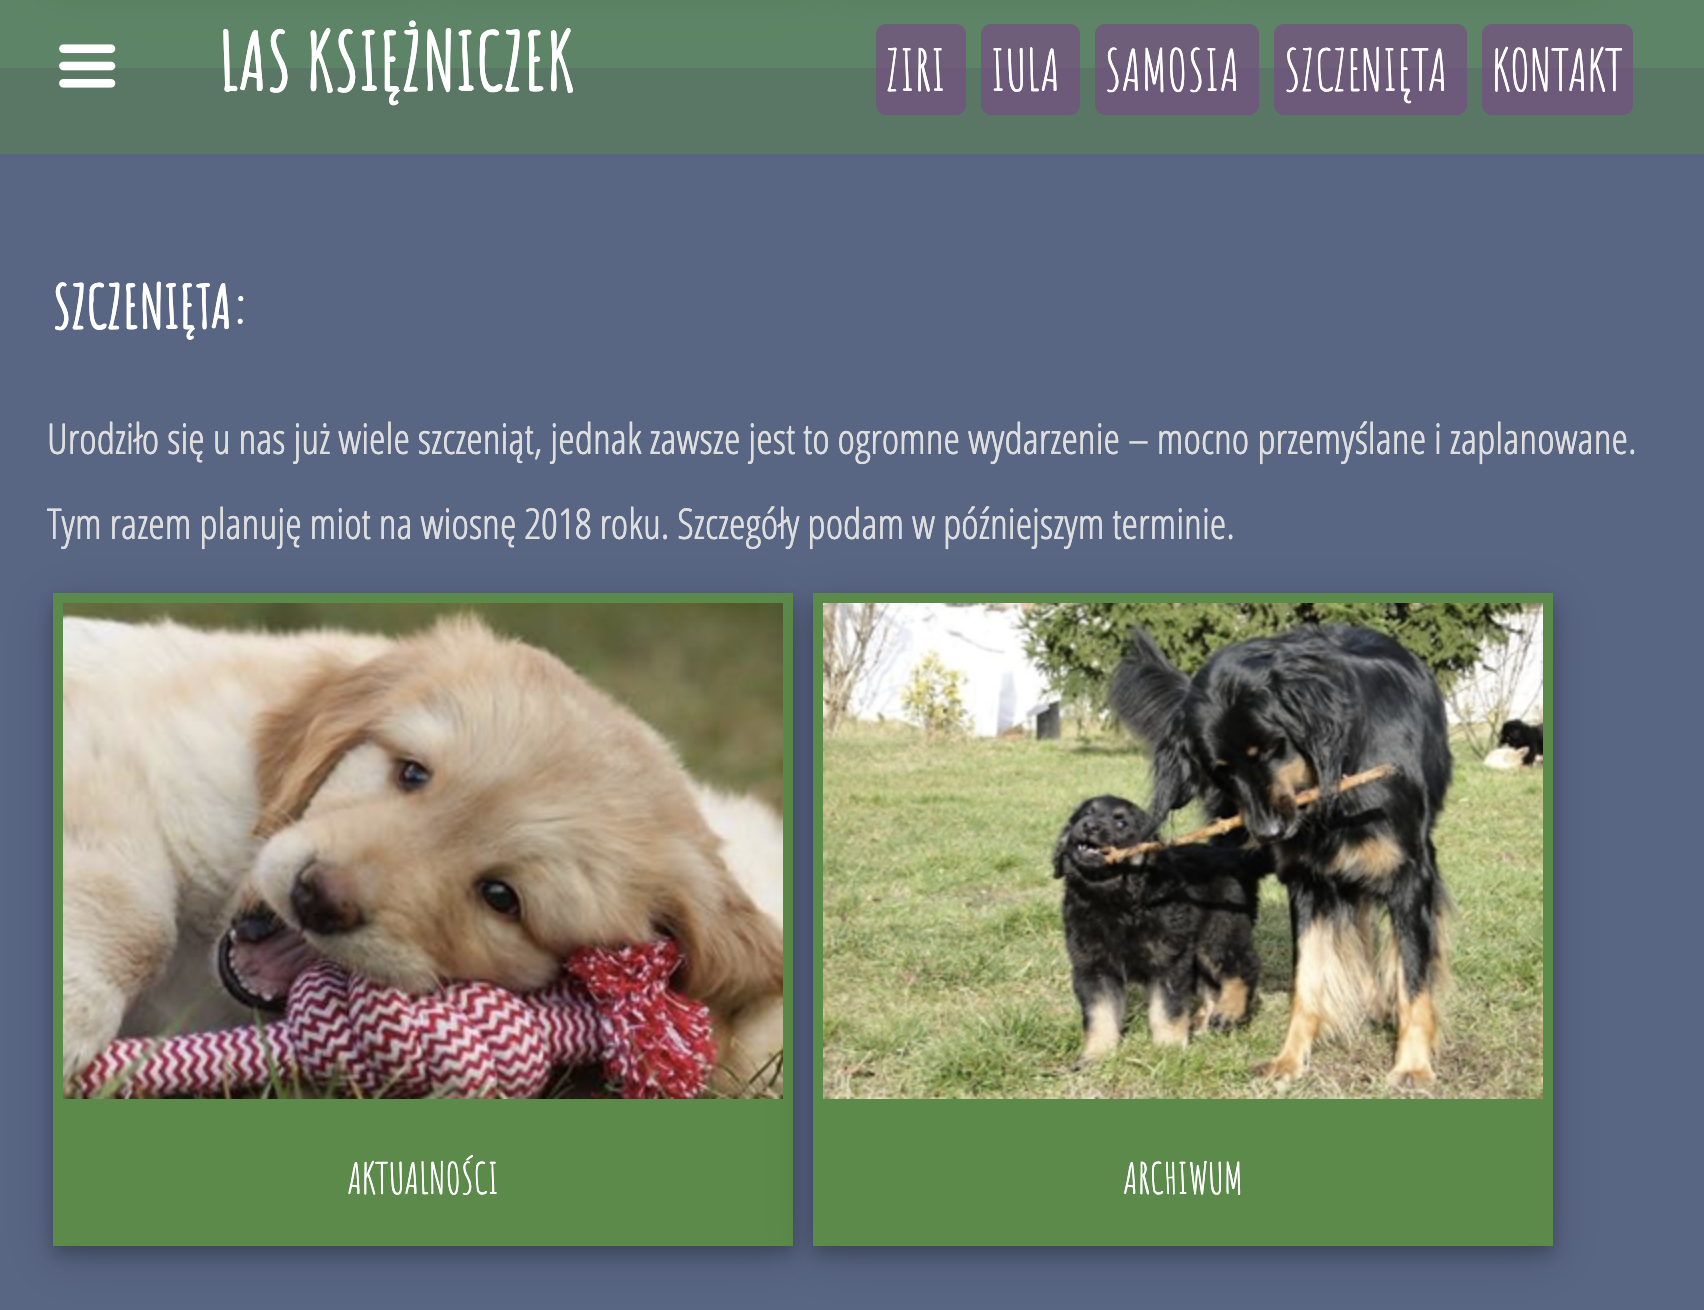 LAS KSIĘŻNICZEK
ZIRI
IULA
SAMOSIA
SZCZENIĘTA
KONTAKT
SZCZENIĘTA:
Urodziło się u nas już wiele szczeniąt, jednak zawsze jest to ogromne wydarzenie – mocno przemyślane i zaplanowane.
Tym razem planuję miot na wiosnę 2018 roku. Szczegóły podam w późniejszym terminie.
AKTUALNOŚCI
ARCHIWUM